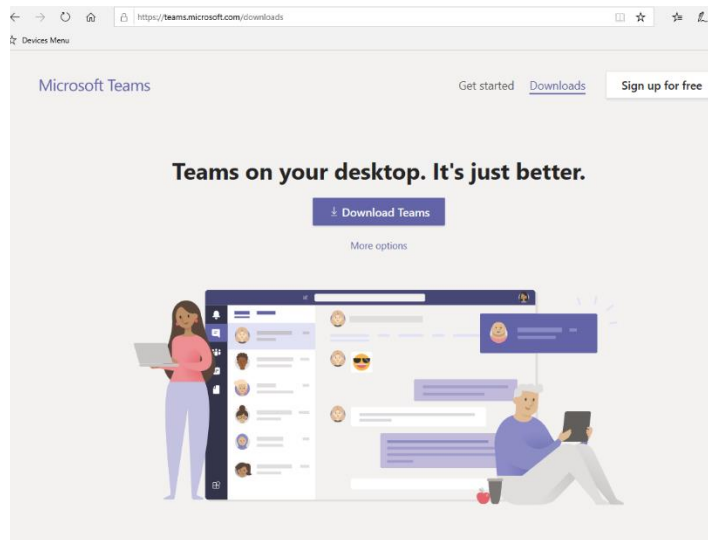 https://teams.microsoft.com/downloads
Devices Menu
Microsoft Teams
Get started
Downloads
Sign up for free
Teams on your desktop. It's just better.
Download Teams
More options